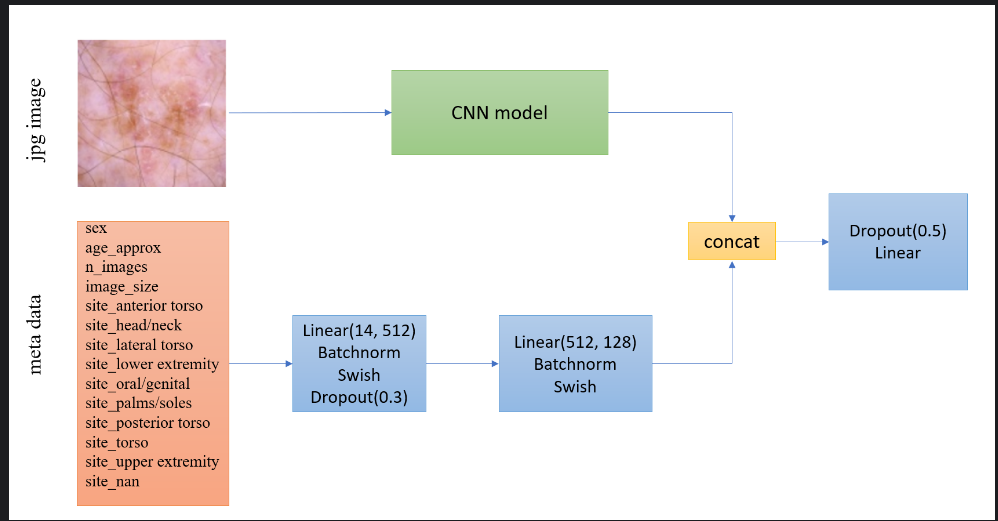 jpg image
CNN model
meta data
sex
age_approx
n_images
image_size
site_anterior torso
site_head/neck
site_lateral torso
site_lower extremity
site_oral/genital
site_palms/soles
site_posterior torso
site_torso
site_upper extremity
site_nan
Linear(14, 512)
Batchnorm
Swish
Dropout(0.3)
Linear(512, 128)
Batchnorm
Swish
concat
Dropout(0.5)
Linear